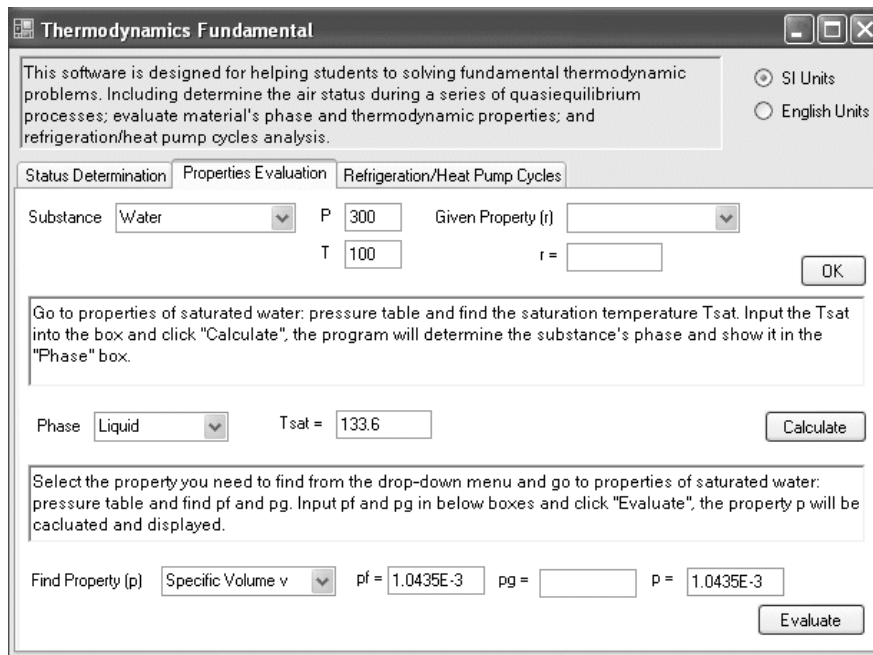 Thermodynamics Fundamental
This software is designed for helping students to solving fundamental thermodynamic
problems. Including determine the air status during a series of quasiequilibrium
processes; evaluate material's phase and thermodynamic properties; and
refrigeration/heat pump cycles analysis.
SI Units
English Units
Status Determination Properties Evaluation Refrigeration/Heat Pump Cycles
Substance Water P 300 Given Property (r)
T 100 r =
OK
Go to properties of saturated water: pressure table and find the saturation temperature Tsat. Input the Tsat
into the box and click "Calculate", the program will determine the substance's phase and show it in the
"Phase" box.
Phase Liquid Tsat = 133.6 Calculate
Select the property you need to find from the drop-down menu and go to properties of saturated water:
pressure table and find pf and pg. Input pf and pg in below boxes and click "Evaluate", the property p will be
cacluated and displayed.
Find Property (p) Specific Volume v pf = 1.0435E-3 pg = p = 1.0435E-3
Evaluate